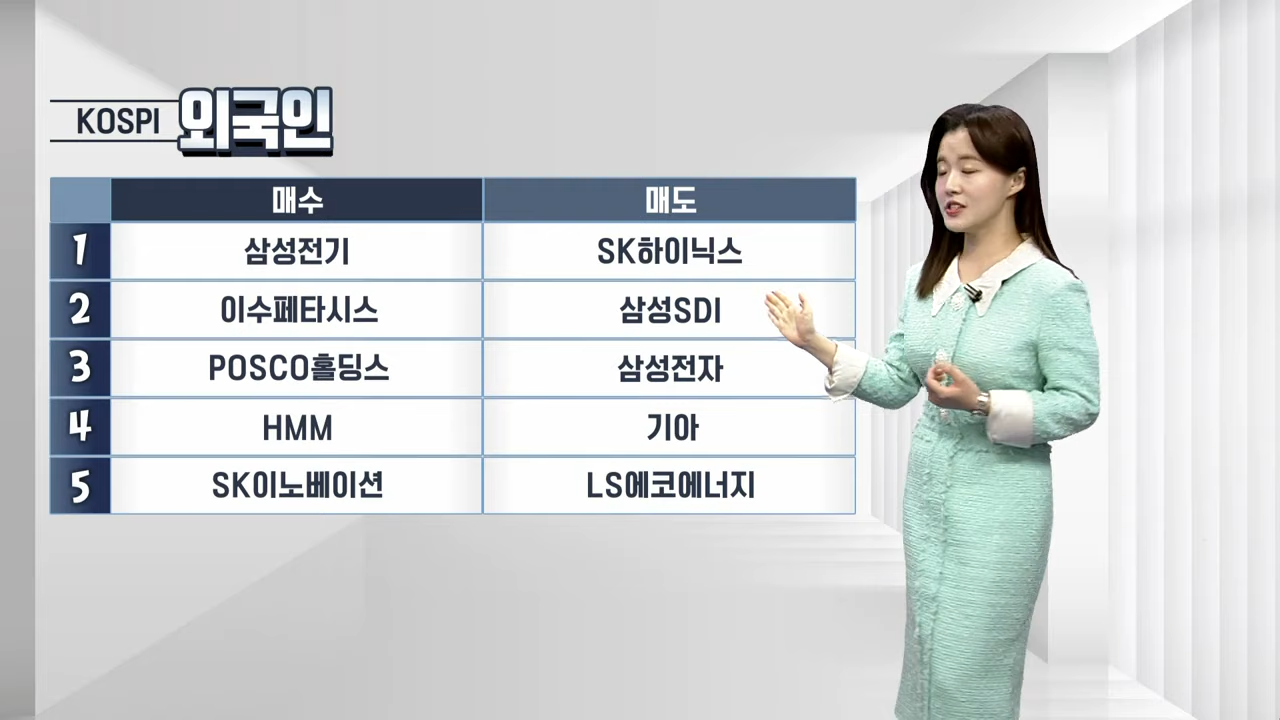 KOSPI 외국인
매수 매도
1 삼성전기 SK하이닉스
2 이수페타시스 삼성SDI
3 POSCO홀딩스 삼성전자
4 HMM 기아
5 SK이노베이션 LS에코에너지